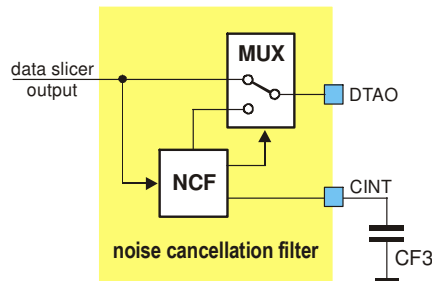 MUX
data slicer
output
DTAO
NCF
CINT
noise cancellation filter
CF3